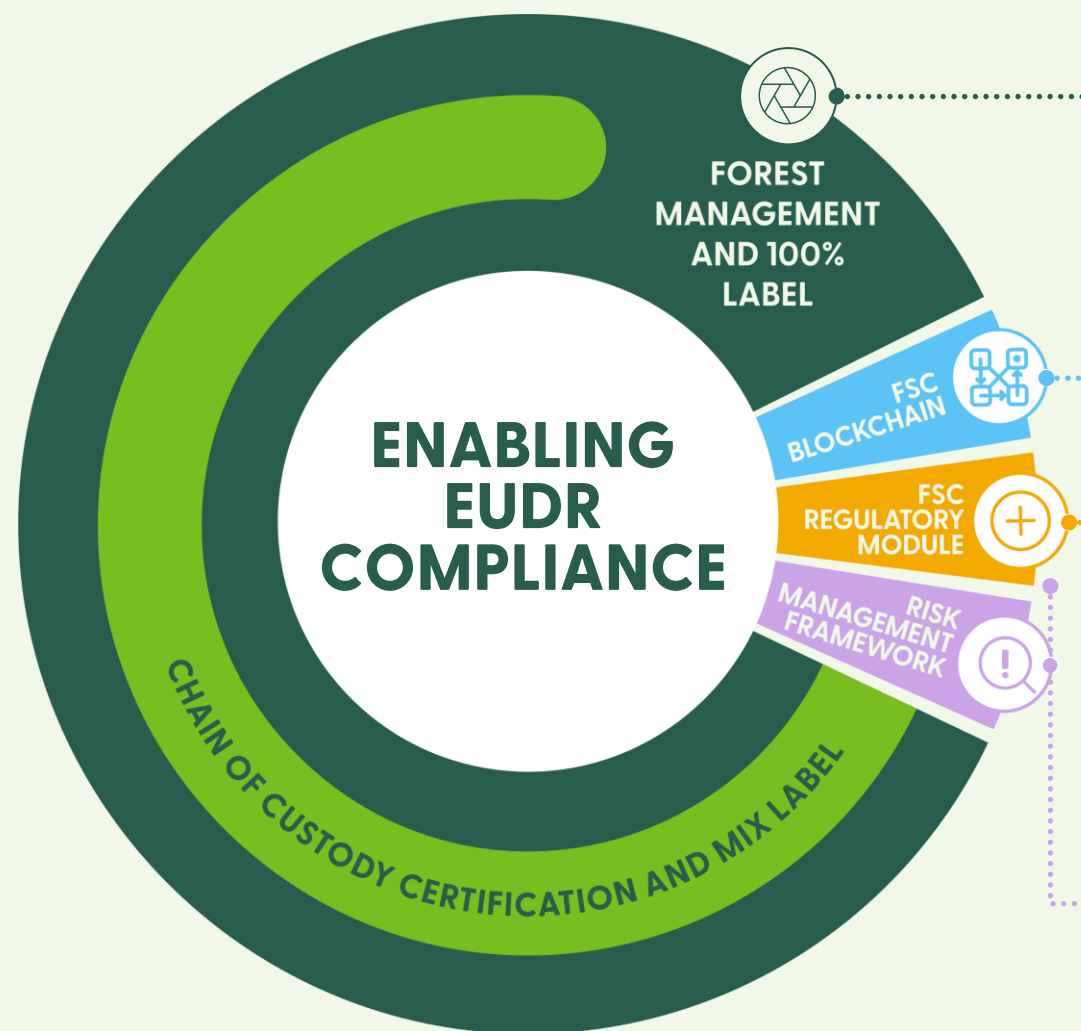 FOREST
MANAGEMENT
AND 100%
LABEL
FSC
BLOCKCHAIN
ENABLING
EUDR
COMPLIANCE
FSC
REGULATORY
MODULE
RISK
MANAGEMENT
FRAMEWORK
CHAIN OF CUSTODY CERTIFICATION AND MIX LABEL